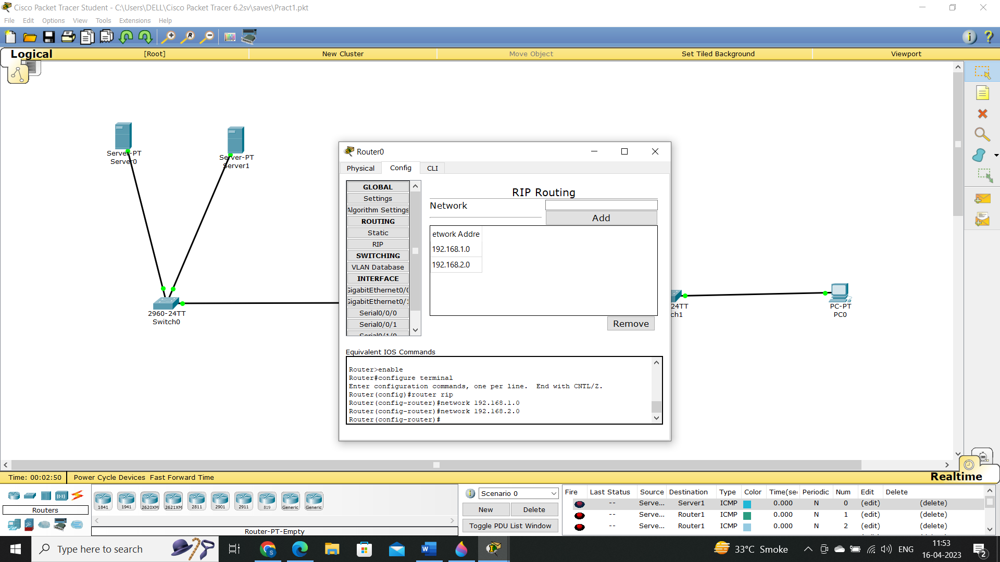 Cisco Packet Tracer Student - C:\Users\DELL\Cisco Packet Tracer 6.2sv\saves\Pract1.pkt
File Edit Options View Tools Extensions Help
Logical [Root] New Cluster Move Object Set Tiled Background Viewport
Server-PT
Server0
Server-PT
Server1
2960-24TT
Switch0
Router0
Physical Config CLI
GLOBAL
Settings
Algorithm Settings
ROUTING
Static
RIP
SWITCHING
VLAN Database
INTERFACE
GigabitEthernet0/0
GigabitEthernet0/1
Serial0/0/0
Serial0/0/1
Serial0/1/0
RIP Routing
Network
Add
etwork Addre
192.168.1.0
192.168.2.0
Remove
Equivalent IOS Commands
Router>enable
Router#configure terminal
Enter configuration commands, one per line.  End with CNTL/Z.
Router(config)#router rip
Router(config-router)#network 192.168.1.0
Router(config-router)#network 192.168.2.0
Router(config-router)#
24TT
ch1
PC-PT
PC0
Time: 00:02:50 Power Cycle Devices Fast Forward Time
Realtime
Routers
1841 1941 2620XM 2621XM 2811 2901 2911 819 Generic Generic
Router-PT-Empty
Scenario 0
New Delete
Toggle PDU List Window
Fire Last Status Source Destination Type Color Time(sec Periodic Num Edit Delete
-- Serve... Server1 ICMP 0.000 N 0 (edit) (delete)
-- Serve... Router1 ICMP 0.000 N 1 (edit) (delete)
-- Serve... Router1 ICMP 0.000 N 2 (edit) (delete)
Type here to search
33°C Smoke
ENG
11:53
16-04-2023
2